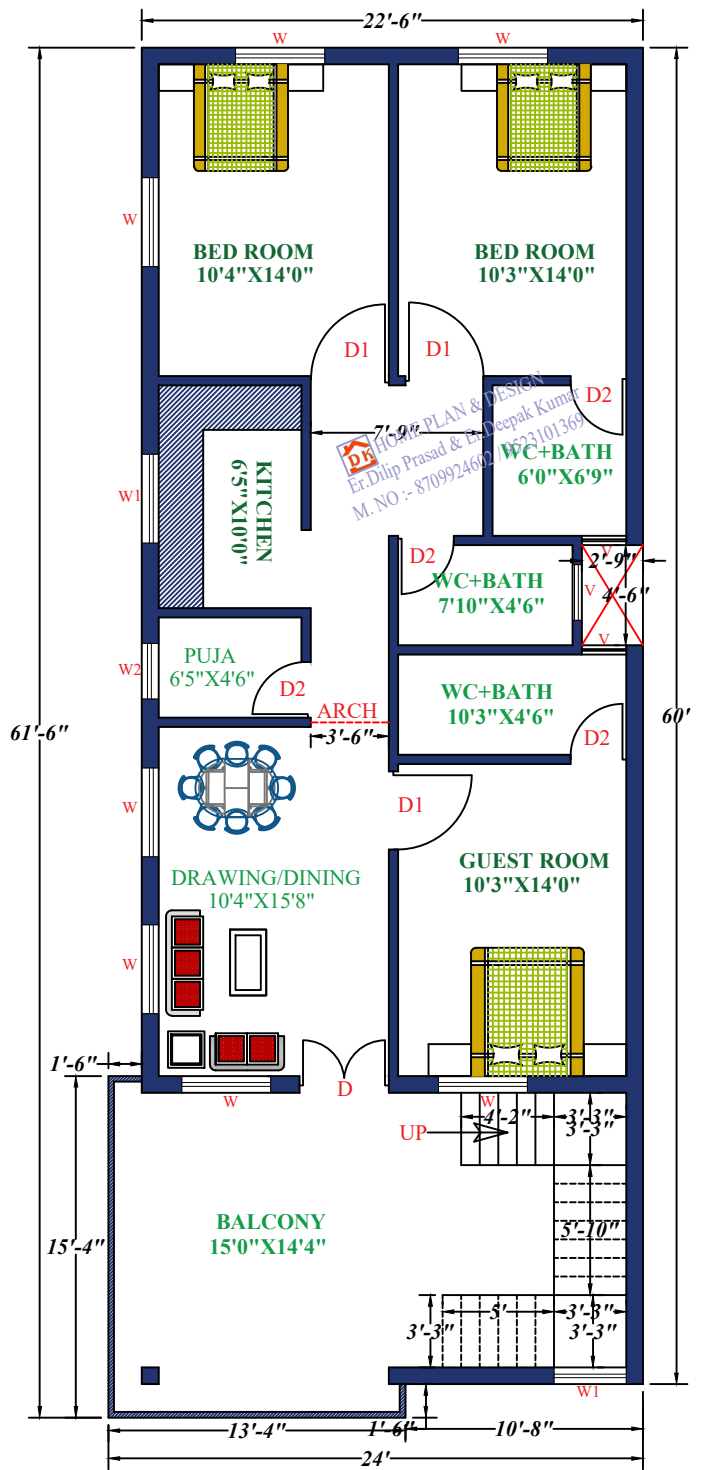 22'-6"
W
W
61'-6"
60'
W
BED ROOM
10'4"X14'0"
BED ROOM
10'3"X14'0"
D1
D1
D2
HOME PLAN & DESIGN
DK
Er.Dilip Prasad & Er.Deepak Kumar
M. NO :- 8709924602 / 9523101369
7'-9"
WC+BATH
6'0"X6'9"
W1
KITCHEN
6'5"X10'0"
D2
WC+BATH
7'10"X4'6"
V
2'-9"
V
4'-6"
V
W2
PUJA
6'5"X4'6"
D2
ARCH
3'-6"
WC+BATH
10'3"X4'6"
D2
W
D1
DRAWING/DINING
10'4"X15'8"
GUEST ROOM
10'3"X14'0"
W
1'-6"
W
D
W
UP
4'-2"
3'-3"
3'-3"
15'-4"
BALCONY
15'0"X14'4"
5'-10"
5'
3'-3"
3'-3"
3'-3"
W1
13'-4"
1'-6"
10'-8"
24'